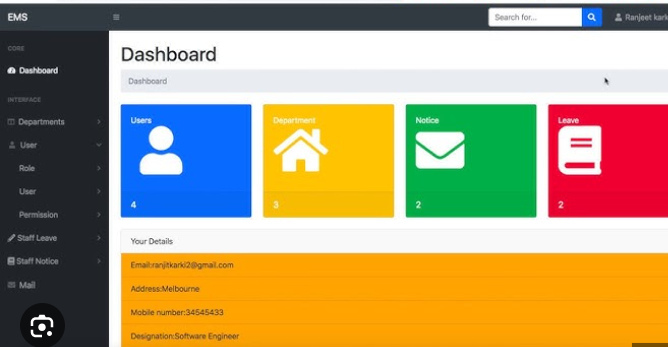 EMS
Search for...
Ranjeet kark
CORE
Dashboard
INTERFACE
Departments
User
Role
User
Permission
Staff Leave
Staff Notice
Mail
Dashboard
Dashboard
Users
4
Department
3
Notice
2
Leave
2
Your Details
Email:ranjitkarki2@gmail.com
Address:Melbourne
Mobile number:34545433
Designation:Software Engineer